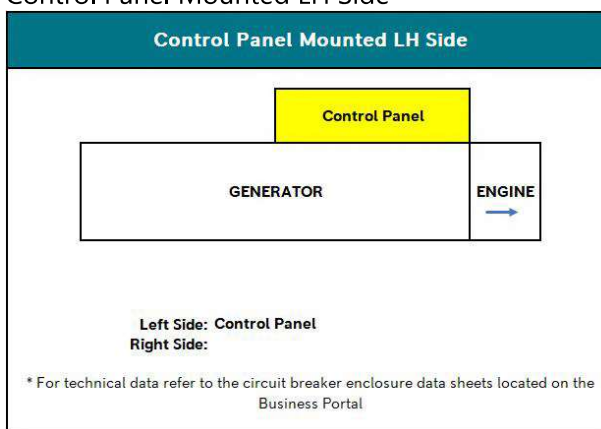 Control Panel Mounted LH Side
Control Panel Mounted LH Side
Control Panel
GENERATOR
ENGINE
Left Side: Control Panel
Right Side:
* For technical data refer to the circuit breaker enclosure data sheets located on the
Business Portal